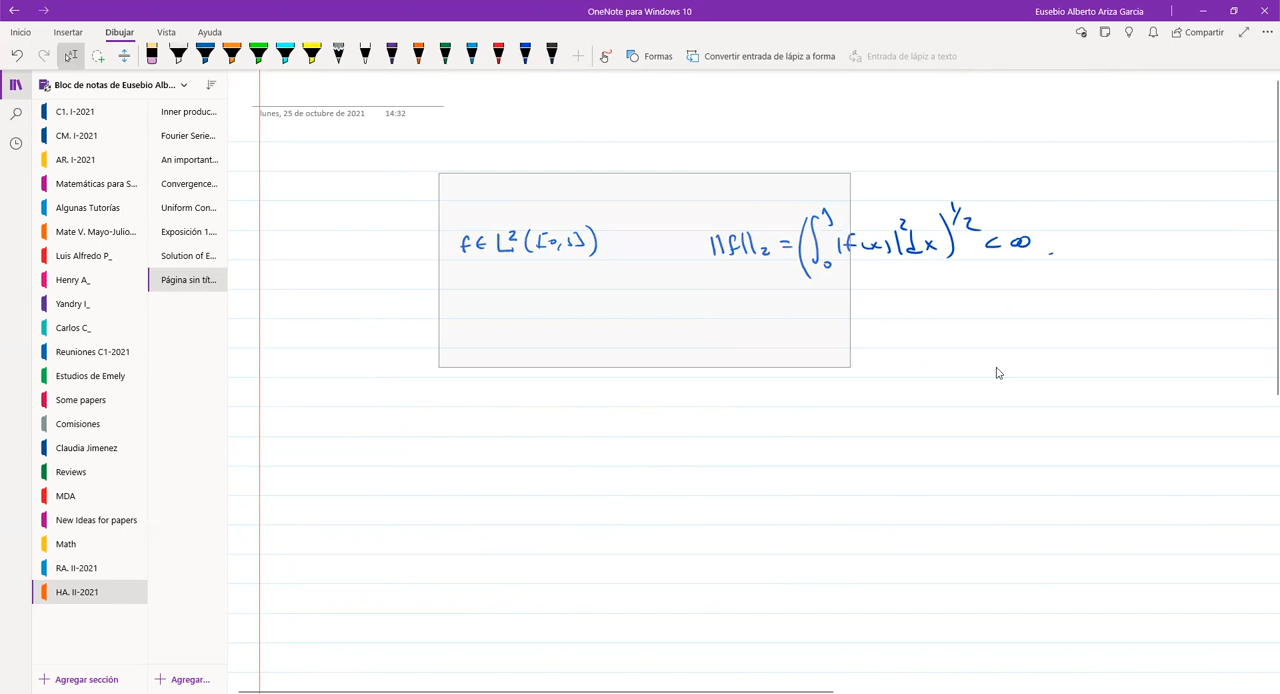 OneNote para Windows 10
Eusebio Alberto Ariza Garcia
Inicio
Insertar
Dibujar
Vista
Ayuda
Compartir
Formas
Convertir entrada de lápiz a forma
Entrada de lápiz a texto
Bloc de notas de Eusebio Alb...
C1. I-2021
CM. I-2021
AR. I-2021
Matemáticas para S...
Algunas Tutorías
Mate V. Mayo-Julio...
Luis Alfredo P_
Henry A_
Yandry I_
Carlos C_
Reuniones C1-2021
Estudios de Emely
Some papers
Comisiones
Claudia Jimenez
Reviews
MDA
New Ideas for papers
Math
RA. II-2021
HA. II-2021
Agregar sección
Inner produc...
Fourier Serie...
An important...
Convergence...
Uniform Con...
Exposición 1...
Solution of E...
Página sin tít...
Agregar...
lunes, 25 de octubre de 2021 14:32
f ∈ L²([0,1]) ||f||₂ = (∫₀¹ |f(x)|² dx)^1/2 < ∞.